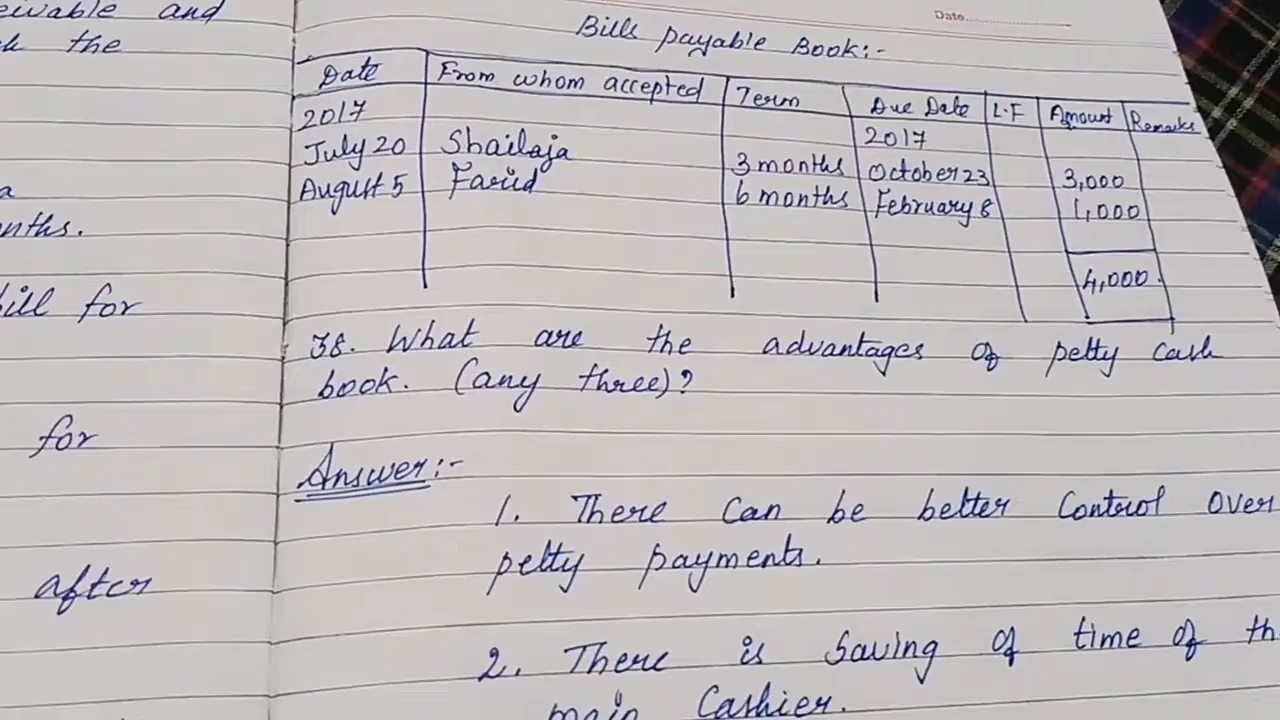 eivable and
the
a
nths.
bill for
for
after
Date
Bills payable Book:-
Date From whom accepted Term Due Date L.F Amount Remarks
2017 2017
July 20 Shailaja 3 months October 23 3,000
August 5 Farid 6 months February 8 1,000
4,000
38. What are the advantages of petty cash
book. (any three)?
Answer:-
1. There can be better control over
petty payments.
2. There is saving of time of th
main Cashier.